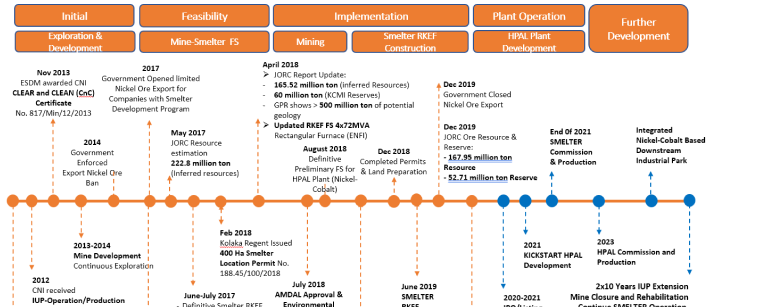 Initial
Feasibility
Implementation
Plant Operation
Further
Development
Exploration &
Development
Mine-Smelter FS
Mining
Smelter RKEF
Construction
HPAL Plant
Development
Nov 2013
ESDM awarded CNI
CLEAR and CLEAN (CnC)
Certificate
No. 817/Min/12/2013
2014
Government
Enforced
Export Nickel Ore
Ban
2017
Government Opened limited
Nickel Ore Export for
Companies with Smelter
Development Program
May 2017
JORC Resource
estimation
222.8 million ton
(Inferred resources)
April 2018
➢ JORC Report Update:
- 165.52 million ton (Inferred Resources)
- 60 million ton (KCMI Reserves)
- GPR shows > 500 million ton of potential
geology
➢ Updated RKEF FS 4x72MVA
Rectangular Furnace (ENFI)
August 2018
Definitive
Preliminary FS for
HPAL Plant (Nickel-
Cobalt)
Dec 2018
Completed Permits
& Land Preparation
Dec 2019
Government Closed
Nickel Ore Export
Dec 2019
JORC Ore Resource &
Reserve:
- 167.95 million ton
Resource
- 52.71 million ton Reserve
End 0f 2021
SMELTER
Commission
& Production
Integrated
Nickel-Cobalt Based
Downstream
Industrial Park
2012
CNI received
IUP-Operation/Production
2013-2014
Mine Development
Continuous Exploration
June-July 2017
- Definitive Smelter RKEF
Feb 2018
Kolaka Regent Issued
400 Ha Smelter
Location Permit No.
188.45/100/2018
July 2018
AMDAL Approval &
Environmental
June 2019
SMELTER
RKEF
2020-2021
2021
KICKSTART HPAL
Development
2023
HPAL Commission and
Production
2x10 Years IUP Extension
Mine Closure and Rehabilitation
Continue SMELTER Operation